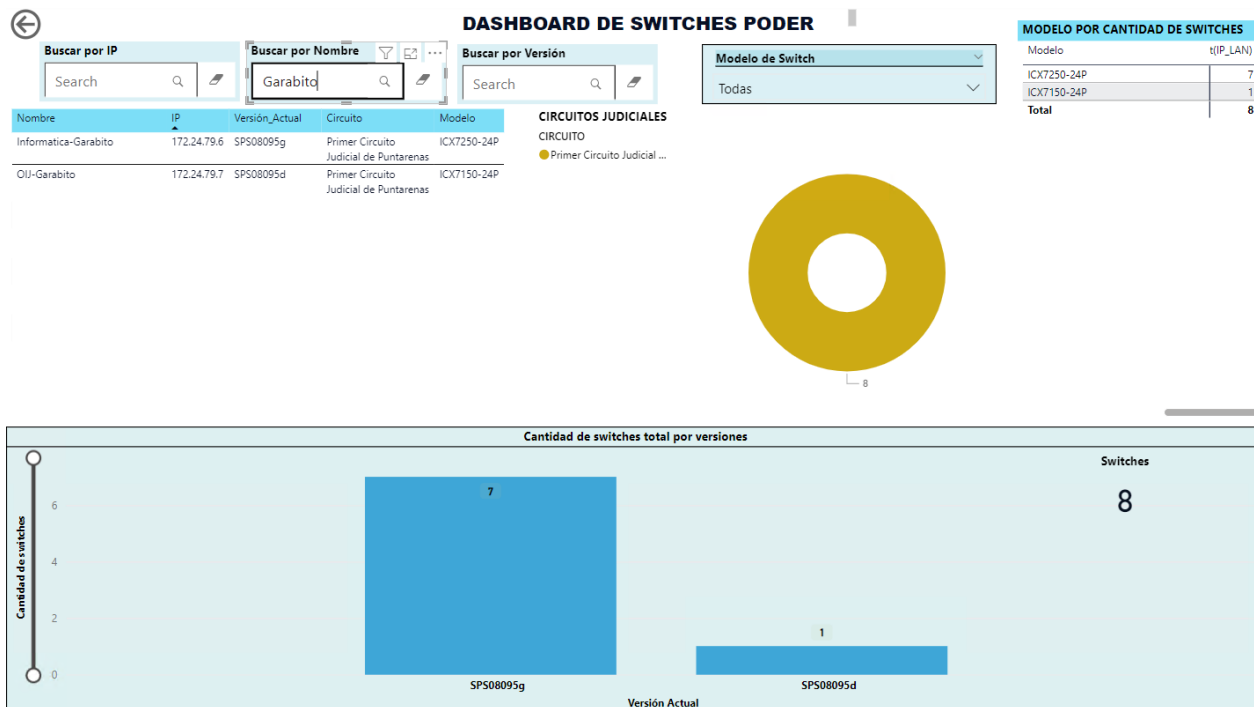 DASHBOARD DE SWITCHES PODER
Buscar por IP
Search
Buscar por Nombre
Garabito
Buscar por Versión
Search
Modelo de Switch
Todas
MODELO POR CANTIDAD DE SWITCHES
Modelo t(IP_LAN)
ICX7250-24P 7
ICX7150-24P 1
Total 8
Nombre IP Versión_Actual Circuito Modelo
Informatica-Garabito 172.24.79.6 SPS08095g Primer Circuito ICX7250-24P
Judicial de Puntarenas
OIJ-Garabito 172.24.79.7 SPS08095d Primer Circuito ICX7150-24P
Judicial de Puntarenas
CIRCUITOS JUDICIALES
CIRCUITO
Primer Circuito Judicial ...
8
Cantidad de switches total por versiones
Switches
8
Cantidad de switches
6
4
2
0
7
1
SPS08095g SPS08095d
Versión Actual